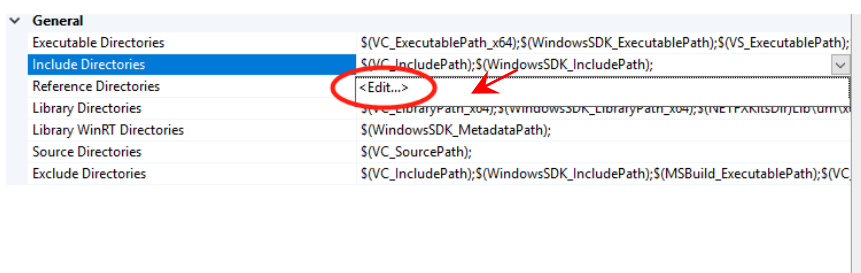 General
Executable Directories $(VC_ExecutablePath_x64);$(WindowsSDK_ExecutablePath);$(VS_ExecutablePath);
Include Directories $(VC_IncludePath);$(WindowsSDK_IncludePath);
Reference Directories <Edit...>
Library Directories $(VC_LibraryPath_x64);$(WindowsSDK_LibraryPath_x64);$(NETFXKitsDir)Lib\um\x
Library WinRT Directories $(WindowsSDK_MetadataPath);
Source Directories $(VC_SourcePath);
Exclude Directories $(VC_IncludePath);$(WindowsSDK_IncludePath);$(MSBuild_ExecutablePath);$(VC_